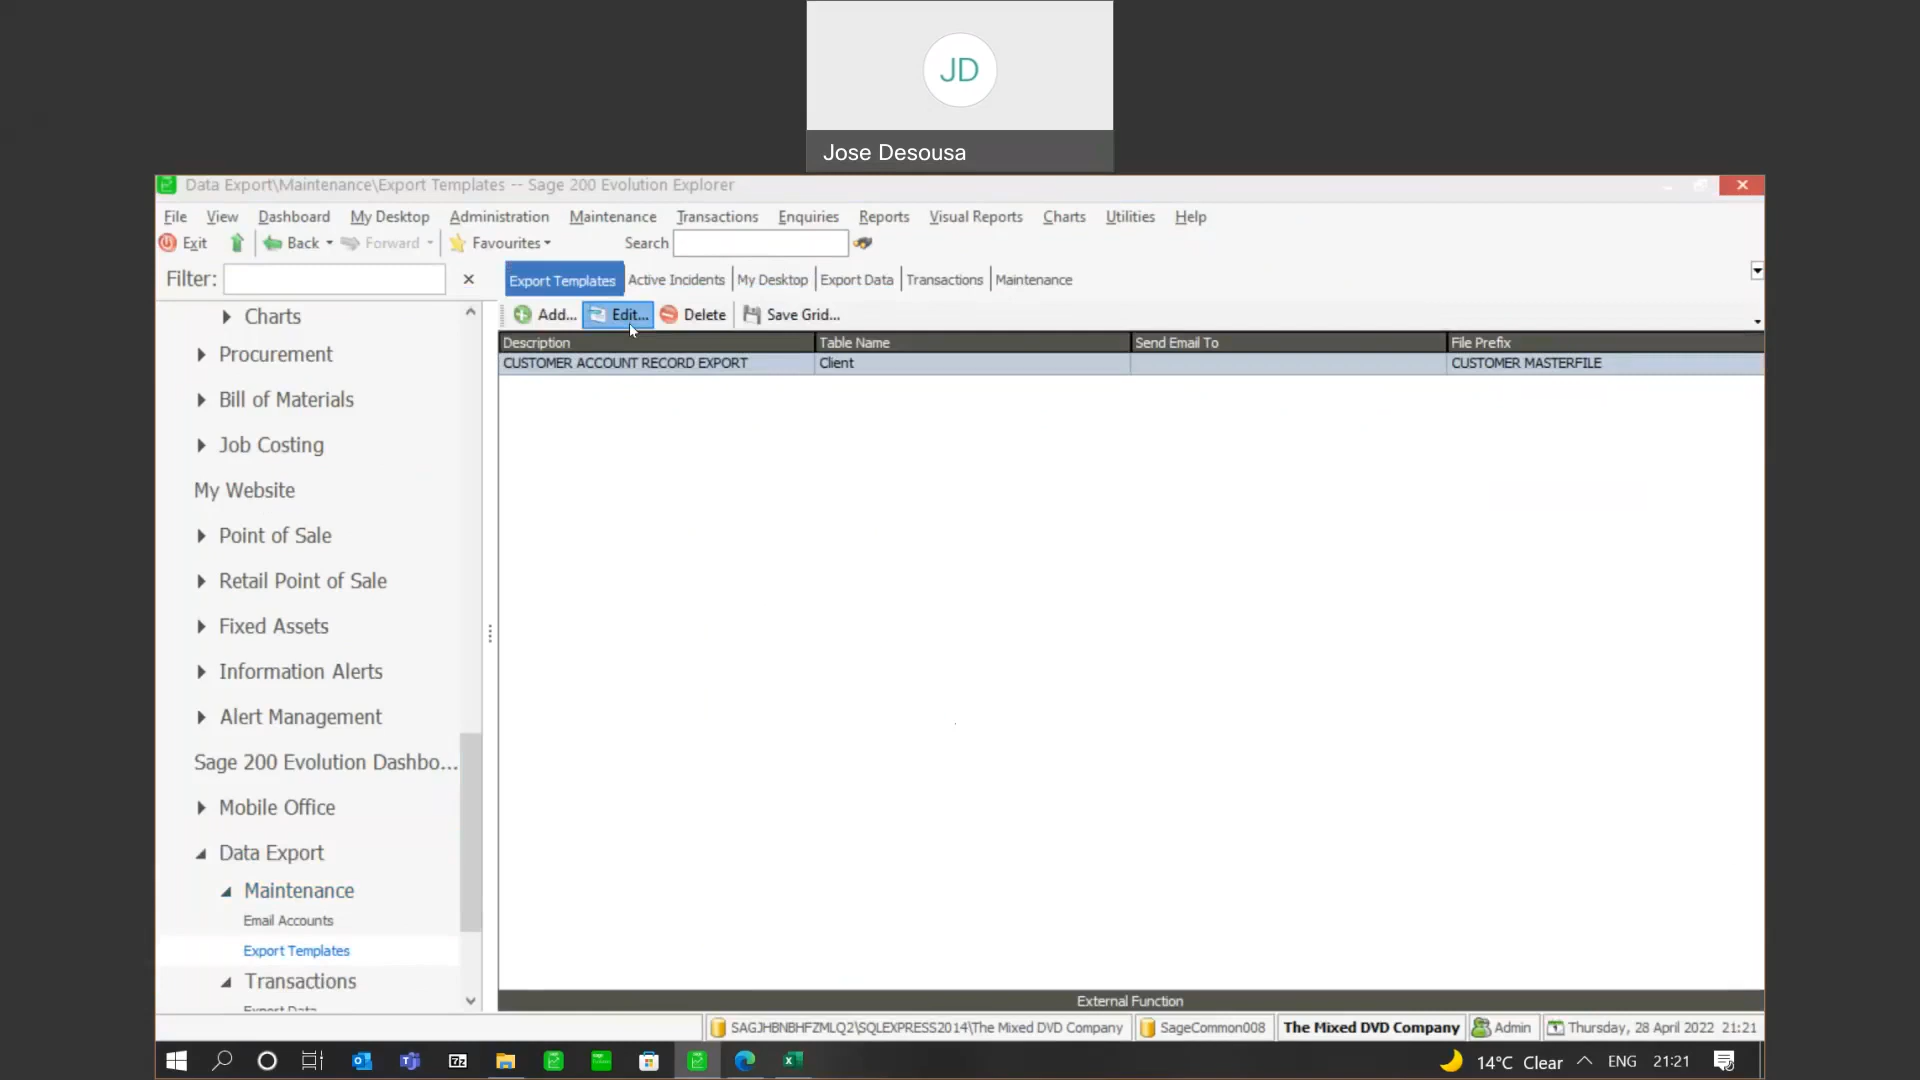 JD
Jose Desousa
Data Export\Maintenance\Export Templates -- Sage 200 Evolution Explorer
File View Dashboard My Desktop Administration Maintenance Transactions Enquiries Reports Visual Reports Charts Utilities Help
Exit Back Forward Favourites Search
Filter:
Export Templates Active Incidents My Desktop Export Data Transactions Maintenance
Add... Edit... Delete Save Grid...
Description Table Name Send Email To File Prefix
CUSTOMER ACCOUNT RECORD EXPORT Client CUSTOMER MASTERFILE
Charts
Procurement
Bill of Materials
Job Costing
My Website
Point of Sale
Retail Point of Sale
Fixed Assets
Information Alerts
Alert Management
Sage 200 Evolution Dashbo...
Mobile Office
Data Export
Maintenance
Email Accounts
Export Templates
Transactions
Export Data
External Function
SAGJHBNBHFZMLQ2\SQLEXPRESS2014\The Mixed DVD Company SageCommon008 The Mixed DVD Company Admin Thursday, 28 April 2022 21:21
14°C Clear ENG 21:21